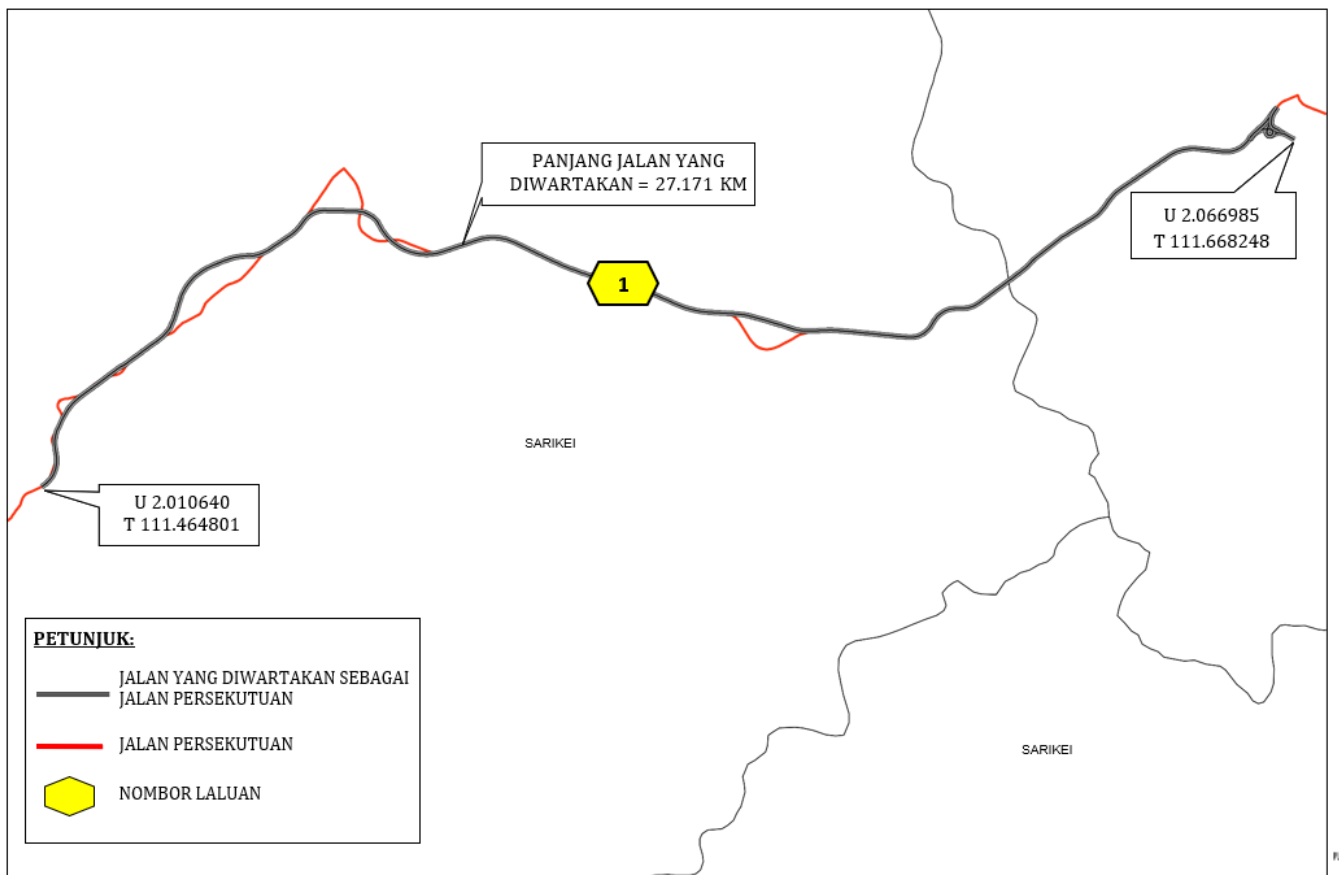 PANJANG JALAN YANG
DIWARTAKAN = 27.171 KM
U 2.066985
T 111.668248
1
SARIKEI
U 2.010640
T 111.464801
PETUNJUK:
JALAN YANG DIWARTAKAN SEBAGAI
JALAN PERSEKUTUAN
JALAN PERSEKUTUAN
NOMBOR LALUAN
SARIKEI